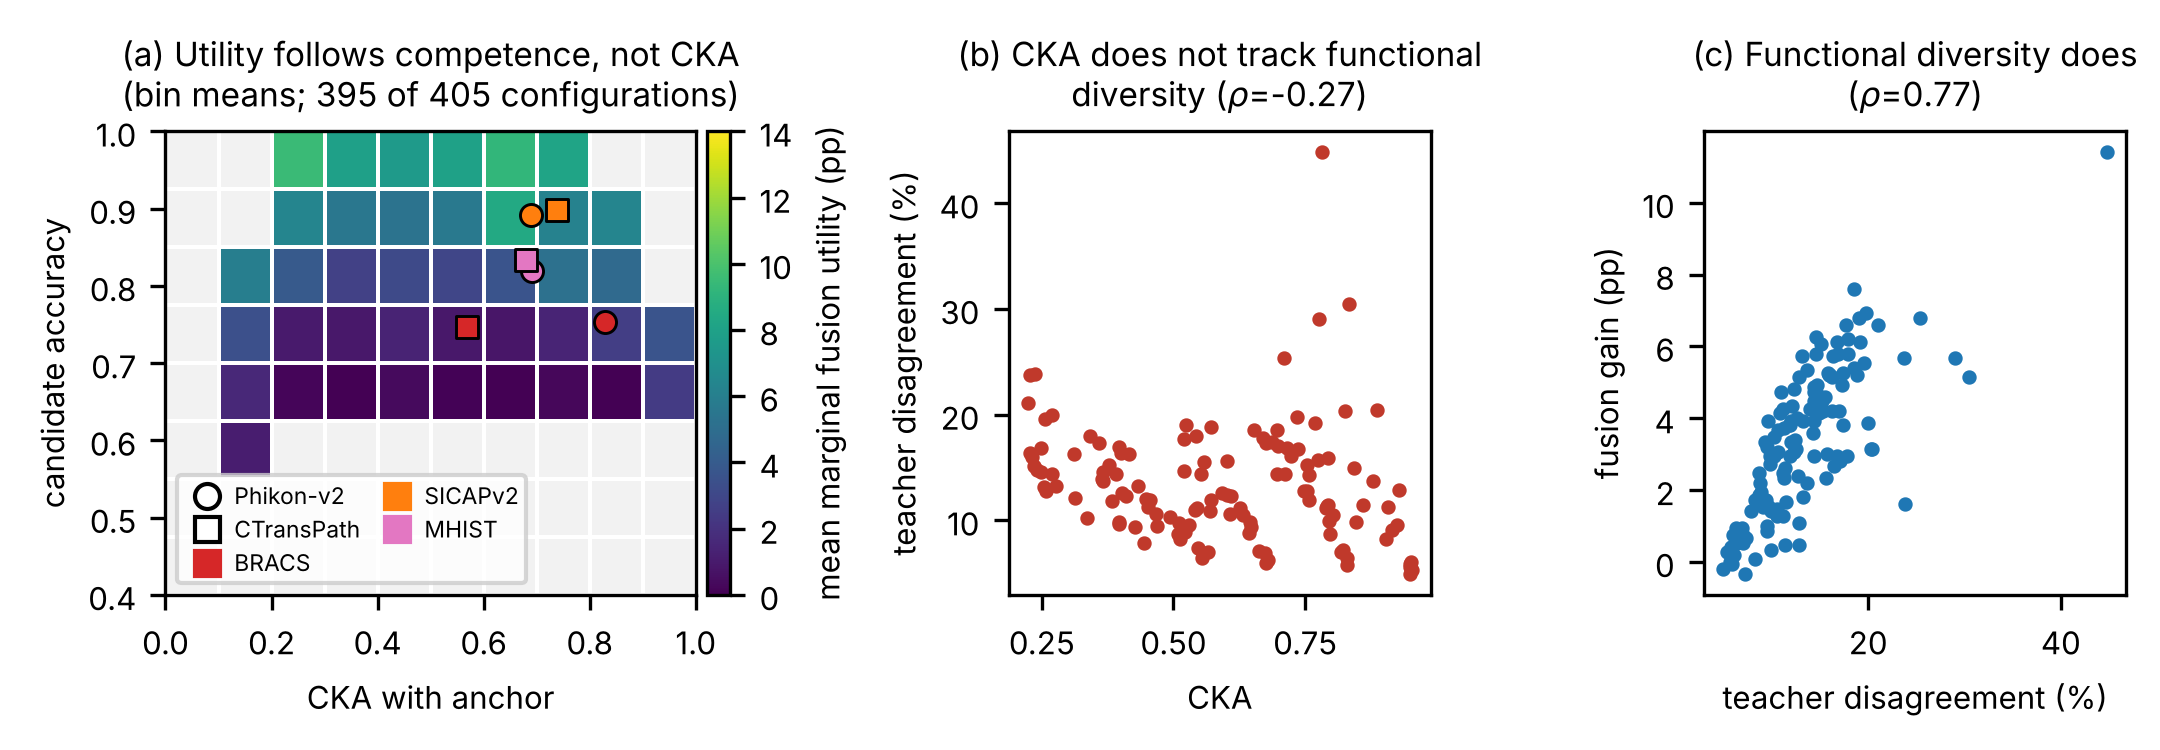 (a) Utility follows competence, not CKA
(bin means; 395 of 405 configurations)
1.0
0.9
0.8
0.7
0.6
0.5
0.4
candidate accuracy
0.0
0.2
0.4
0.6
0.8
1.0
CKA with anchor
Phikon-v2
CTransPath
BRACS
SICAPv2
MHIST
14
12
10
8
6
4
2
0
mean marginal fusion utility (pp)
(b) CKA does not track functional
diversity (ρ=-0.27)
40
30
20
10
teacher disagreement (%)
0.25
0.50
0.75
CKA
(c) Functional diversity does
(ρ=0.77)
10
8
6
4
2
0
fusion gain (pp)
20
40
teacher disagreement (%)